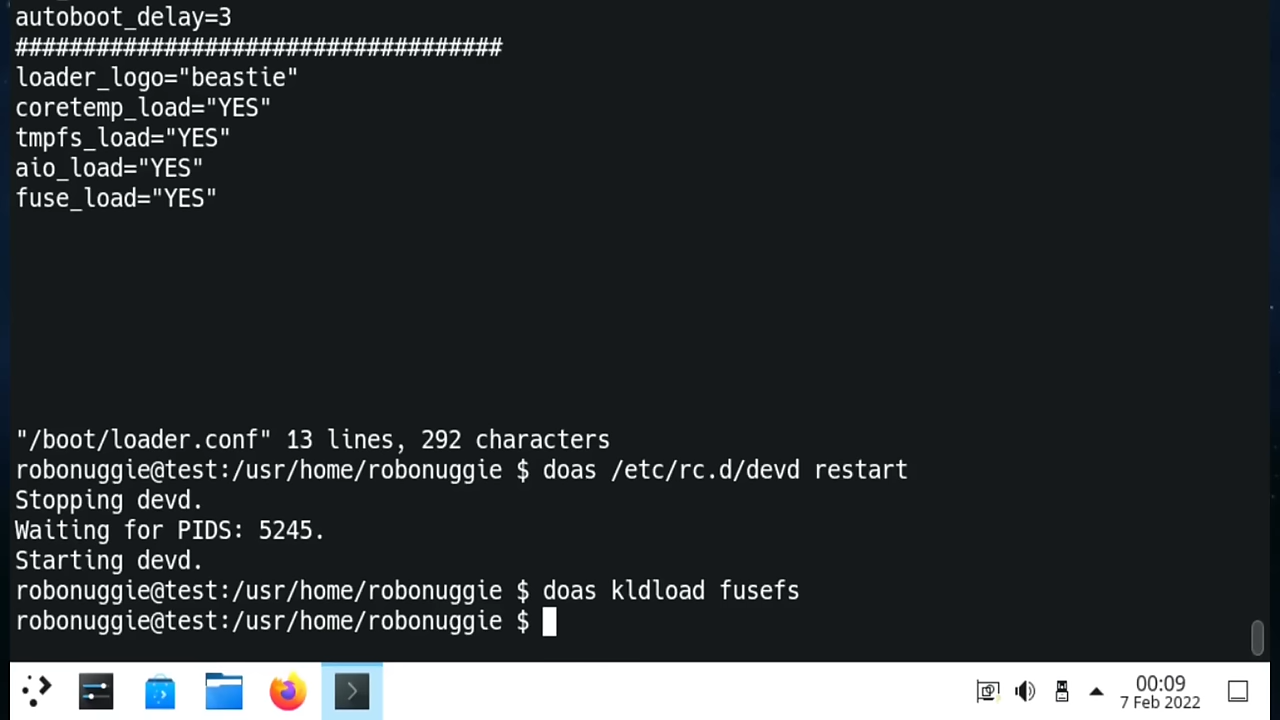 autoboot_delay=3
####################################
loader_logo="beastie"
coretemp_load="YES"
tmpfs_load="YES"
aio_load="YES"
fuse_load="YES"
"/boot/loader.conf" 13 lines, 292 characters
robonuggie@test:/usr/home/robonuggie $ doas /etc/rc.d/devd restart
Stopping devd.
Waiting for PIDS: 5245.
Starting devd.
robonuggie@test:/usr/home/robonuggie $ doas kldload fusefs
robonuggie@test:/usr/home/robonuggie $
00:09
7 Feb 2022